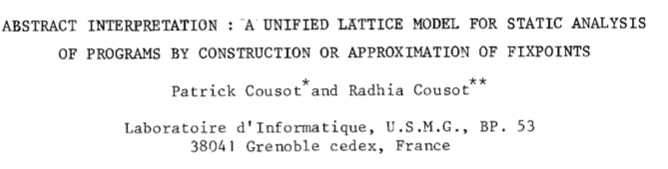 ABSTRACT INTERPRETATION : A UNIFIED LATTICE MODEL FOR STATIC ANALYSIS
OF PROGRAMS BY CONSTRUCTION OR APPROXIMATION OF FIXPOINTS
Patrick Cousot* and Radhia Cousot**
Laboratoire d'Informatique, U.S.M.G., BP. 53
38041 Grenoble cedex, France